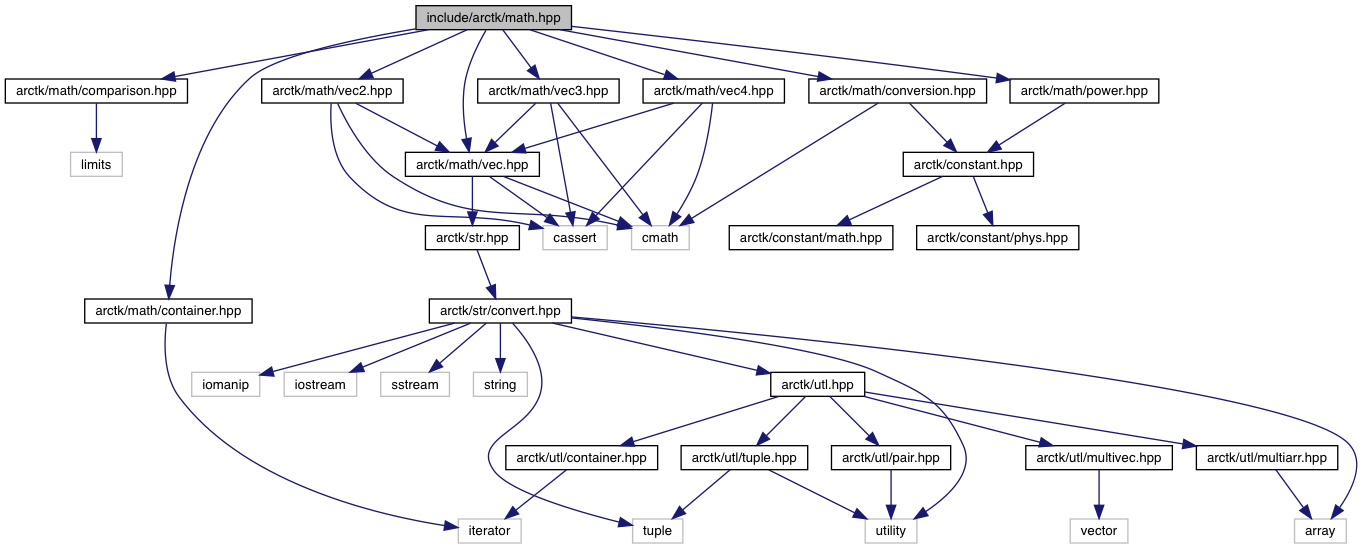 include/arctk/math.hpp
arctk/math/comparison.hpp
arctk/math/vec2.hpp
arctk/math/vec3.hpp
arctk/math/vec4.hpp
arctk/math/conversion.hpp
arctk/math/power.hpp
limits
arctk/math/vec.hpp
arctk/constant.hpp
arctk/str.hpp
cassert
cmath
arctk/constant/math.hpp
arctk/constant/phys.hpp
arctk/math/container.hpp
arctk/str/convert.hpp
iomanip
iostream
sstream
string
arctk/utl.hpp
arctk/utl/container.hpp
arctk/utl/tuple.hpp
arctk/utl/pair.hpp
arctk/utl/multivec.hpp
arctk/utl/multiarr.hpp
iterator
tuple
utility
vector
array